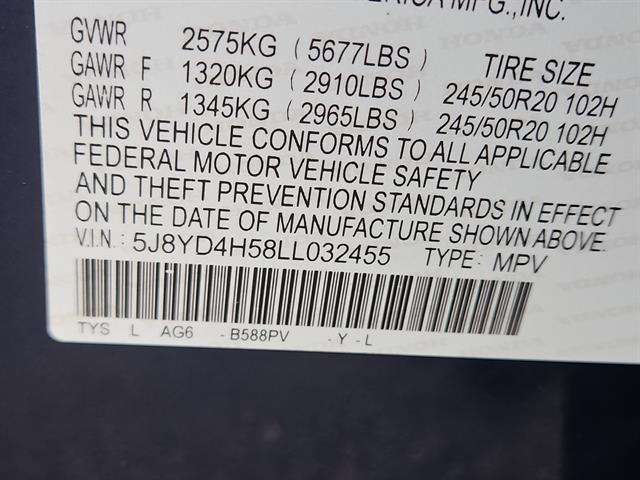 MFG.,INC.
GVWR 2575KG (5677LBS) TIRE SIZE
GAWR F 1320KG (2910LBS) 245/50R20 102H
GAWR R 1345KG (2965LBS) 245/50R20 102H
THIS VEHICLE CONFORMS TO ALL APPLICABLE
FEDERAL MOTOR VEHICLE SAFETY
AND THEFT PREVENTION STANDARDS IN EFFECT
ON THE DATE OF MANUFACTURE SHOWN ABOVE.
V.I.N: 5J8YD4H58LL032455 TYPE: MPV
TYS L AG6 -B588PV -Y-L